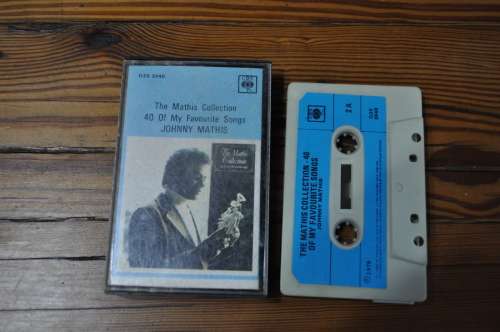 CBS
The Mathis Collection
40 Of My Favourite Songs
JOHNNY MATHIS
The Mathis
Collection
CBS
2A
THE MATHIS COLLECTION - 40
OF MY FAVOURITE SONGS
JOHNNY MATHIS